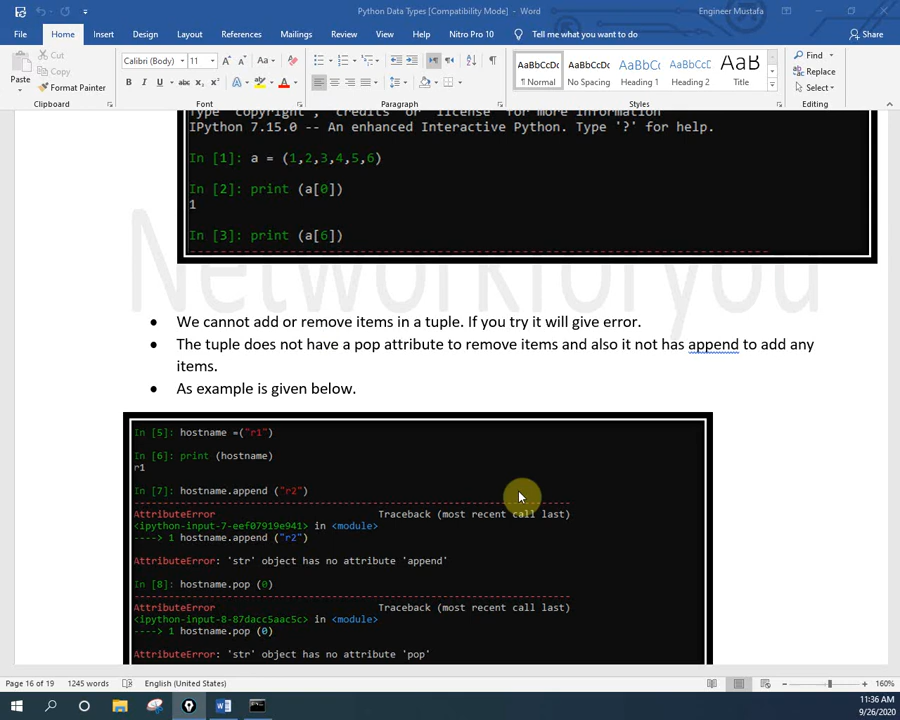 Python Data Types [Compatibility Mode] - Word
Engineer Mustafa
File Home Insert Design Layout References Mailings Review View Help Nitro Pro 10 Tell me what you want to do Share
Paste
Cut
Copy
Format Painter
Clipboard
Calibri (Body) 11
Font
Paragraph
AaBbCcDc AaBbCcDc AaBbCc AaBbCcC AaB
¶ Normal No Spacing Heading 1 Heading 2 Title
Styles
Find
Replace
Select
Editing
Type "copyright", "credits" or "license" for more information
IPython 7.15.0 -- An enhanced Interactive Python. Type '?' for help.
In [1]: a = (1,2,3,4,5,6)
In [2]: print (a[0])
1
In [3]: print (a[6])
Networkforyou
• We cannot add or remove items in a tuple. If you try it will give error.
• The tuple does not have a pop attribute to remove items and also it not has append to add any
items.
• As example is given below.
In [5]: hostname =("r1")
In [6]: print (hostname)
r1
In [7]: hostname.append ("r2")
AttributeError Traceback (most recent call last)
<ipython-input-7-eef07919e941> in <module>
----> 1 hostname.append ("r2")
AttributeError: 'str' object has no attribute 'append'
In [8]: hostname.pop (0)
AttributeError Traceback (most recent call last)
<ipython-input-8-87dacc5aac5c> in <module>
----> 1 hostname.pop (0)
AttributeError: 'str' object has no attribute 'pop'
Page 16 of 19 1245 words English (United States) 160%
11:36 AM
9/26/2020